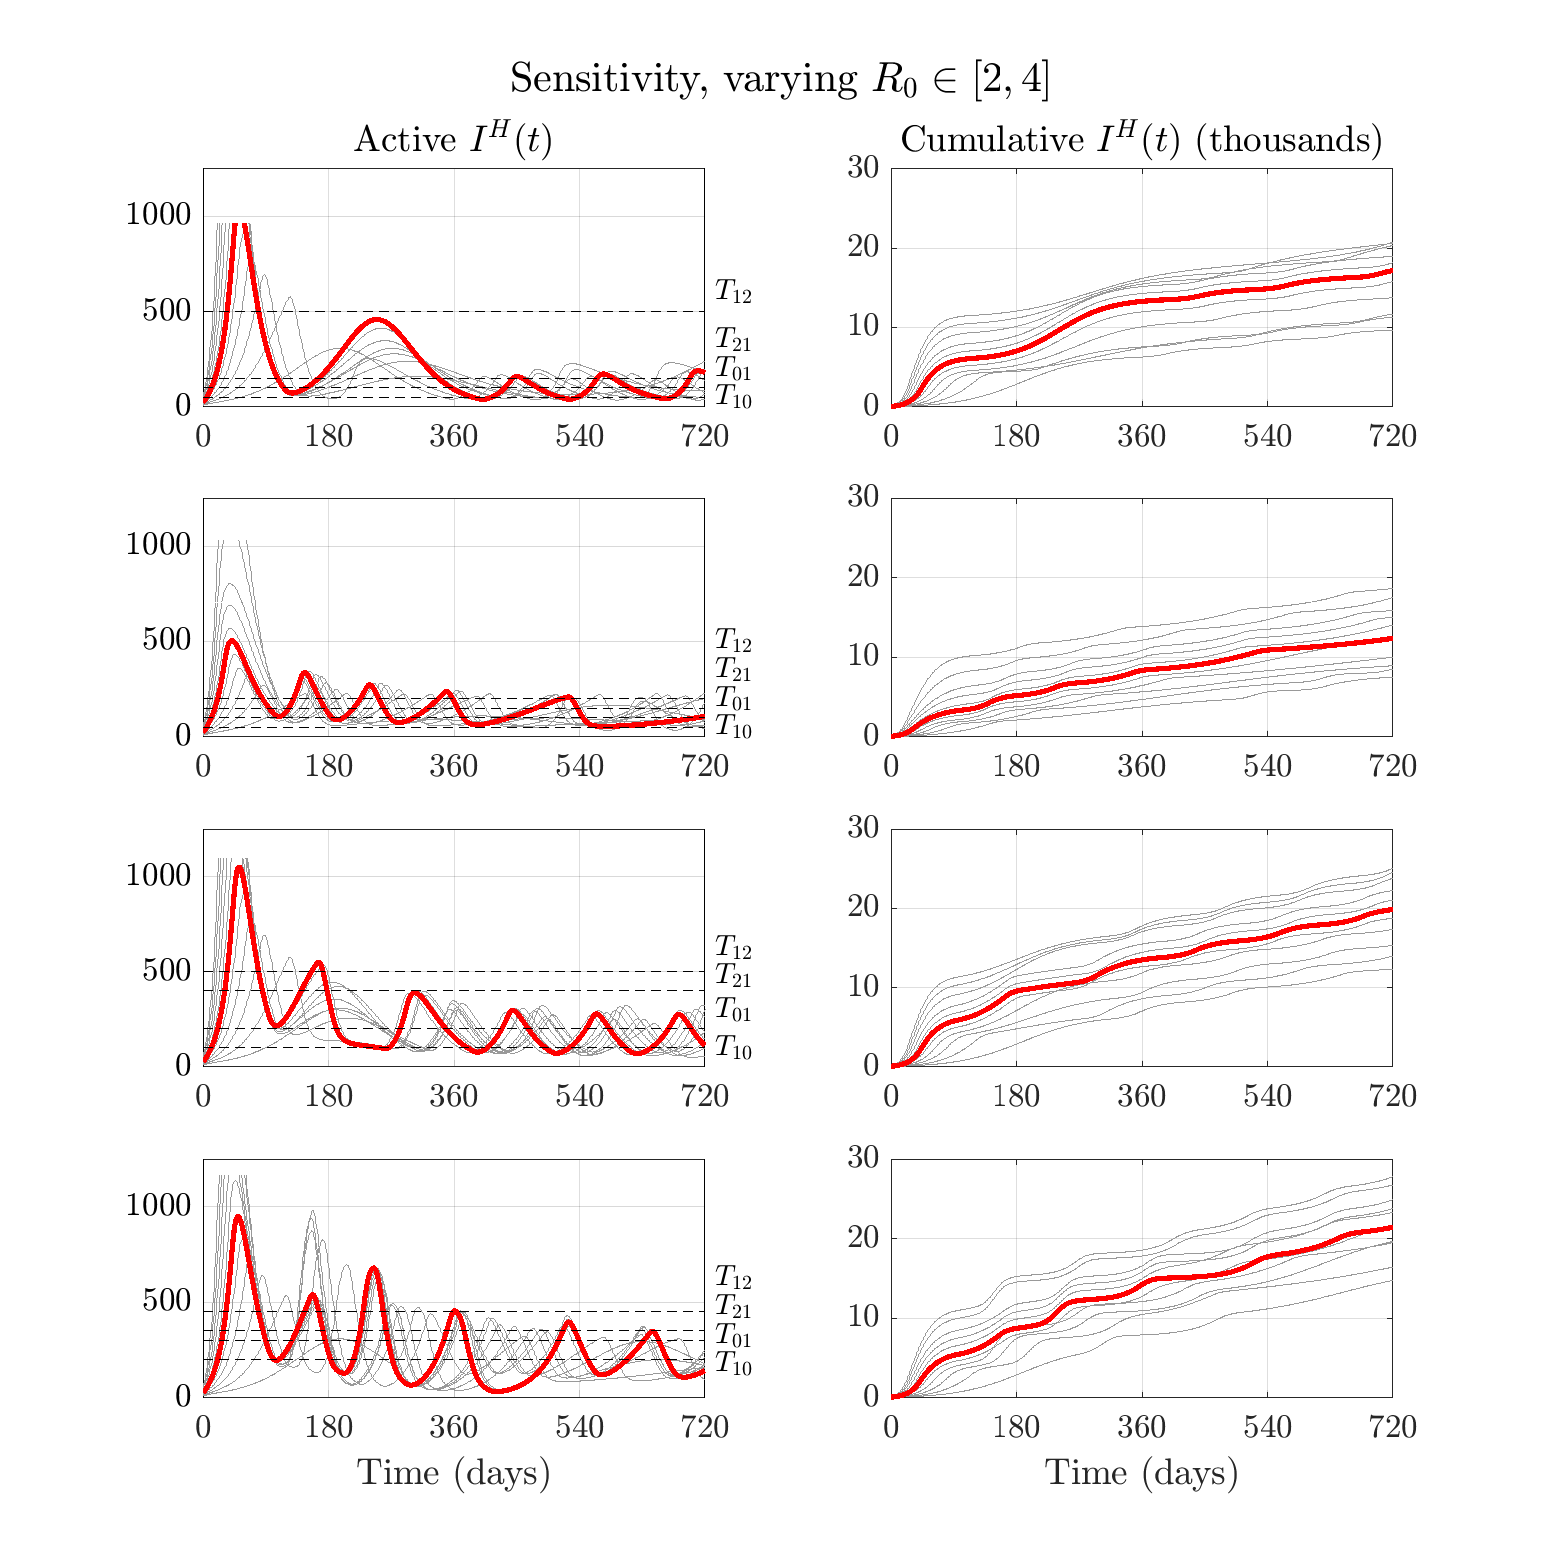 Sensitivity, varying R₀ ∈ [2, 4]
Active I^H(t)
1000
500
0
T₁₂
T₂₁
T₀₁
T₁₀
0 180 360 540 720
Cumulative I^H(t) (thousands)
30
20
10
0
0 180 360 540 720
1000
500
0
T₁₂
T₂₁
T₀₁
T₁₀
0 180 360 540 720
30
20
10
0
0 180 360 540 720
1000
500
0
T₁₂
T₂₁
T₀₁
T₁₀
0 180 360 540 720
30
20
10
0
0 180 360 540 720
1000
500
0
T₁₂
T₂₁
T₀₁
T₁₀
0 180 360 540 720
Time (days)
30
20
10
0
0 180 360 540 720
Time (days)